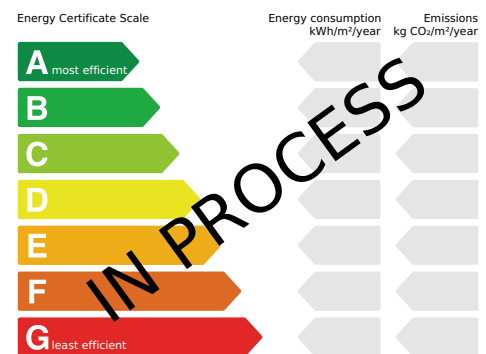 Energy Certificate Scale
Energy consumption
kWh/m²/year
Emissions
kg CO₂/m²/year
A most efficient
B
C
D
E
F
G least efficient
IN PROCESS